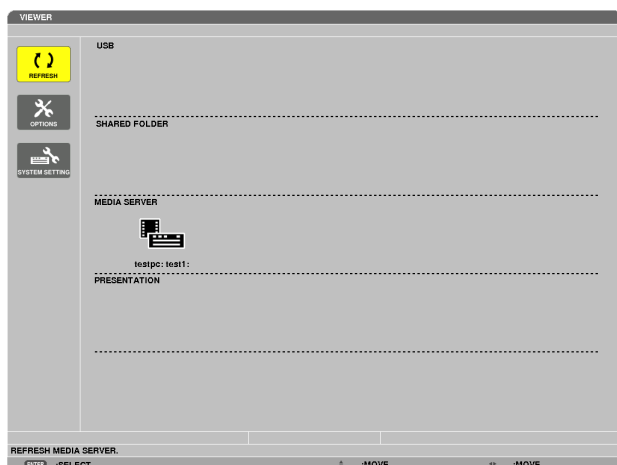 VIEWER
USB
REFRESH
OPTIONS
SHARED FOLDER
SYSTEM SETTING
MEDIA SERVER
testpc: test1:
PRESENTATION
REFRESH MEDIA SERVER.
ENTER :SELECT :MOVE :MOVE